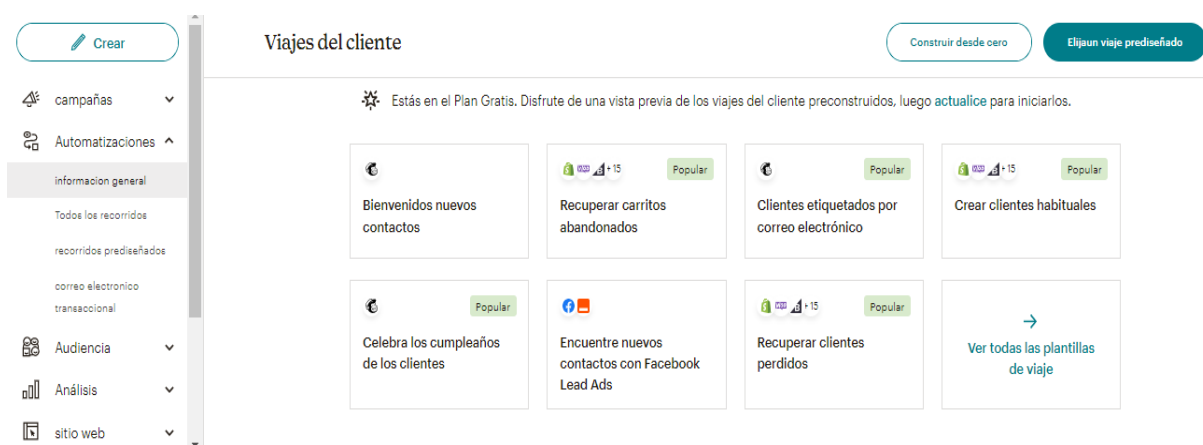 Crear
Viajes del cliente
Construir desde cero
Elijaun viaje prediseñado
campañas
Automatizaciones
informacion general
Todos los recorridos
recorridos prediseñados
correo electronico
transaccional
Audiencia
Análisis
sitio web
Estás en el Plan Gratis. Disfrute de una vista previa de los viajes del cliente preconstruidos, luego actualice para iniciarlos.
Bienvenidos nuevos
contactos
+ 15
Popular
Recuperar carritos
abandonados
Popular
Clientes etiquetados por
correo electrónico
+ 15
Popular
Crear clientes habituales
Popular
Celebra los cumpleaños
de los clientes
Encuentre nuevos
contactos con Facebook
Lead Ads
+ 15
Popular
Recuperar clientes
perdidos
Ver todas las plantillas
de viaje